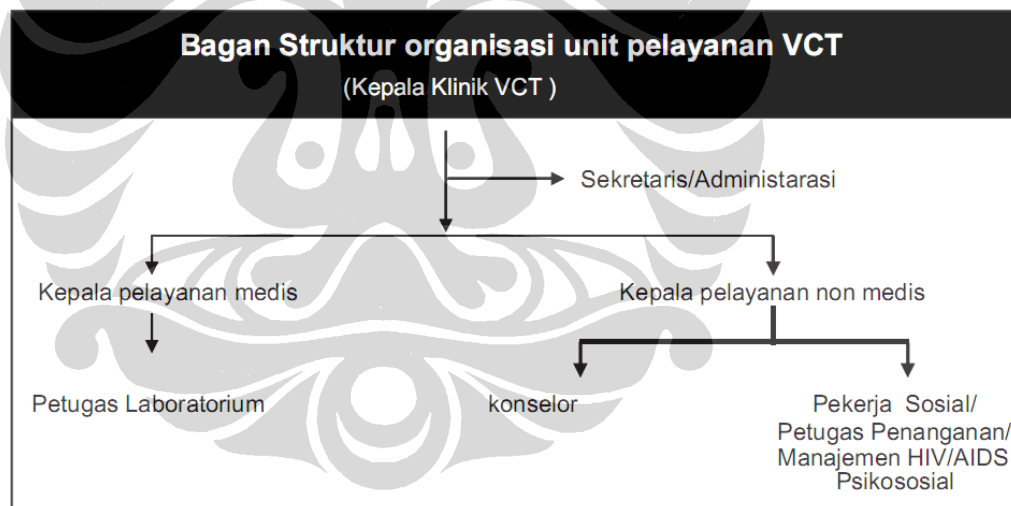 Bagan Struktur organisasi unit pelayanan VCT
(Kepala Klinik VCT )
Sekretaris/Administarasi
Kepala pelayanan medis
Kepala pelayanan non medis
Petugas Laboratorium
konselor
Pekerja Sosial/
Petugas Penanganan/
Manajemen HIV/AIDS
Psikososial